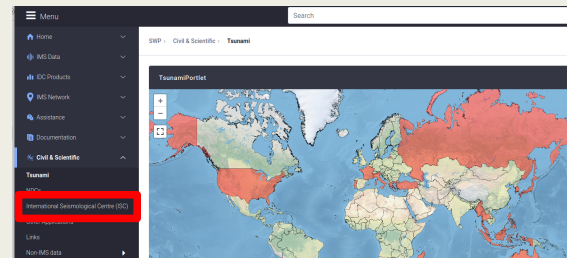 Menu
Search
Home
SWP › Civil & Scientific › Tsunami
IMS Data
IDC Products
TsunamiPortlet
IMS Network
Assistance
Documentation
Civil & Scientific
Tsunami
International Seismological Centre (ISC)
Links
Non-IMS data
+
−